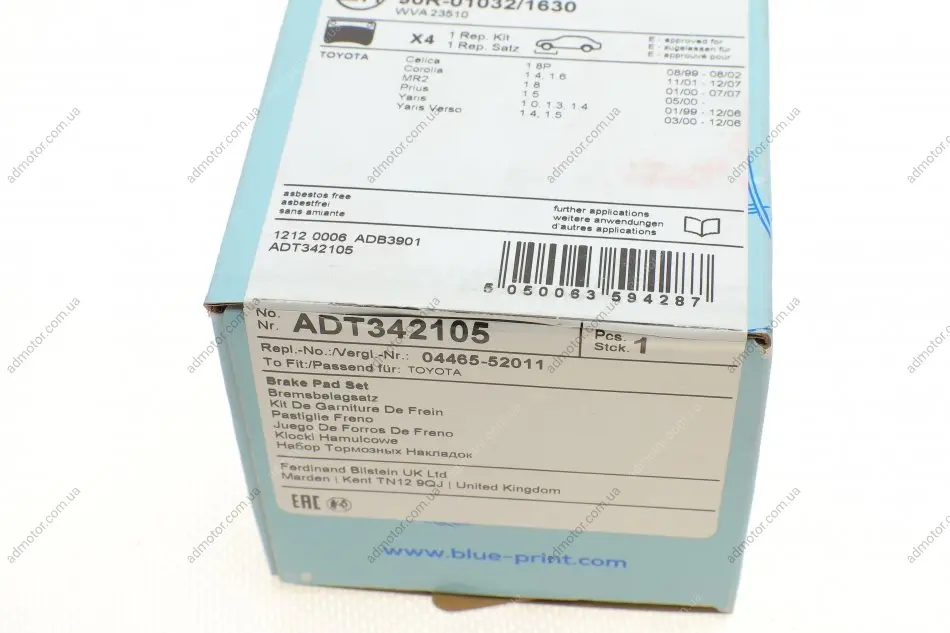 90R-01032/1630
WVA 23510
X4
1 Rep. Kit
1 Rep. Satz
E - approved for
E - zugelassen für
E - approuvé pour
TOYOTA
Celica 1 8P 08/99 - 08/02
Corolla 1 4, 1 6 11/01 - 12/07
MR2 1 8 01/00 - 07/07
Prius 1 5 05/00 -
Yaris 1 0, 1 3, 1 4 01/99 - 12/06
Yaris Verso 1 4, 1 5 03/00 - 12/06
asbestos free
asbestfrei
sans amiante
further applications
weitere anwendungen
d'autres applications
1212 0006 ADB3901
ADT342105
5 050063 594287
No.
Nr. ADT342105
Pcs.
Stck. 1
Repl.-No.:/Vergl.-Nr.: 04465-52011
To Fit:/Passend für: TOYOTA
Brake Pad Set
Bremsbelagsatz
Kit De Garniture De Frein
Pastiglie Freno
Juego De Forros De Freno
Klocki Hamulcowe
Набор Тормозных Накладок
Ferdinand Bilstein UK Ltd
Marden | Kent TN12 9QJ | United Kingdom
EAC
www.blue-print.com
admotor.com.ua